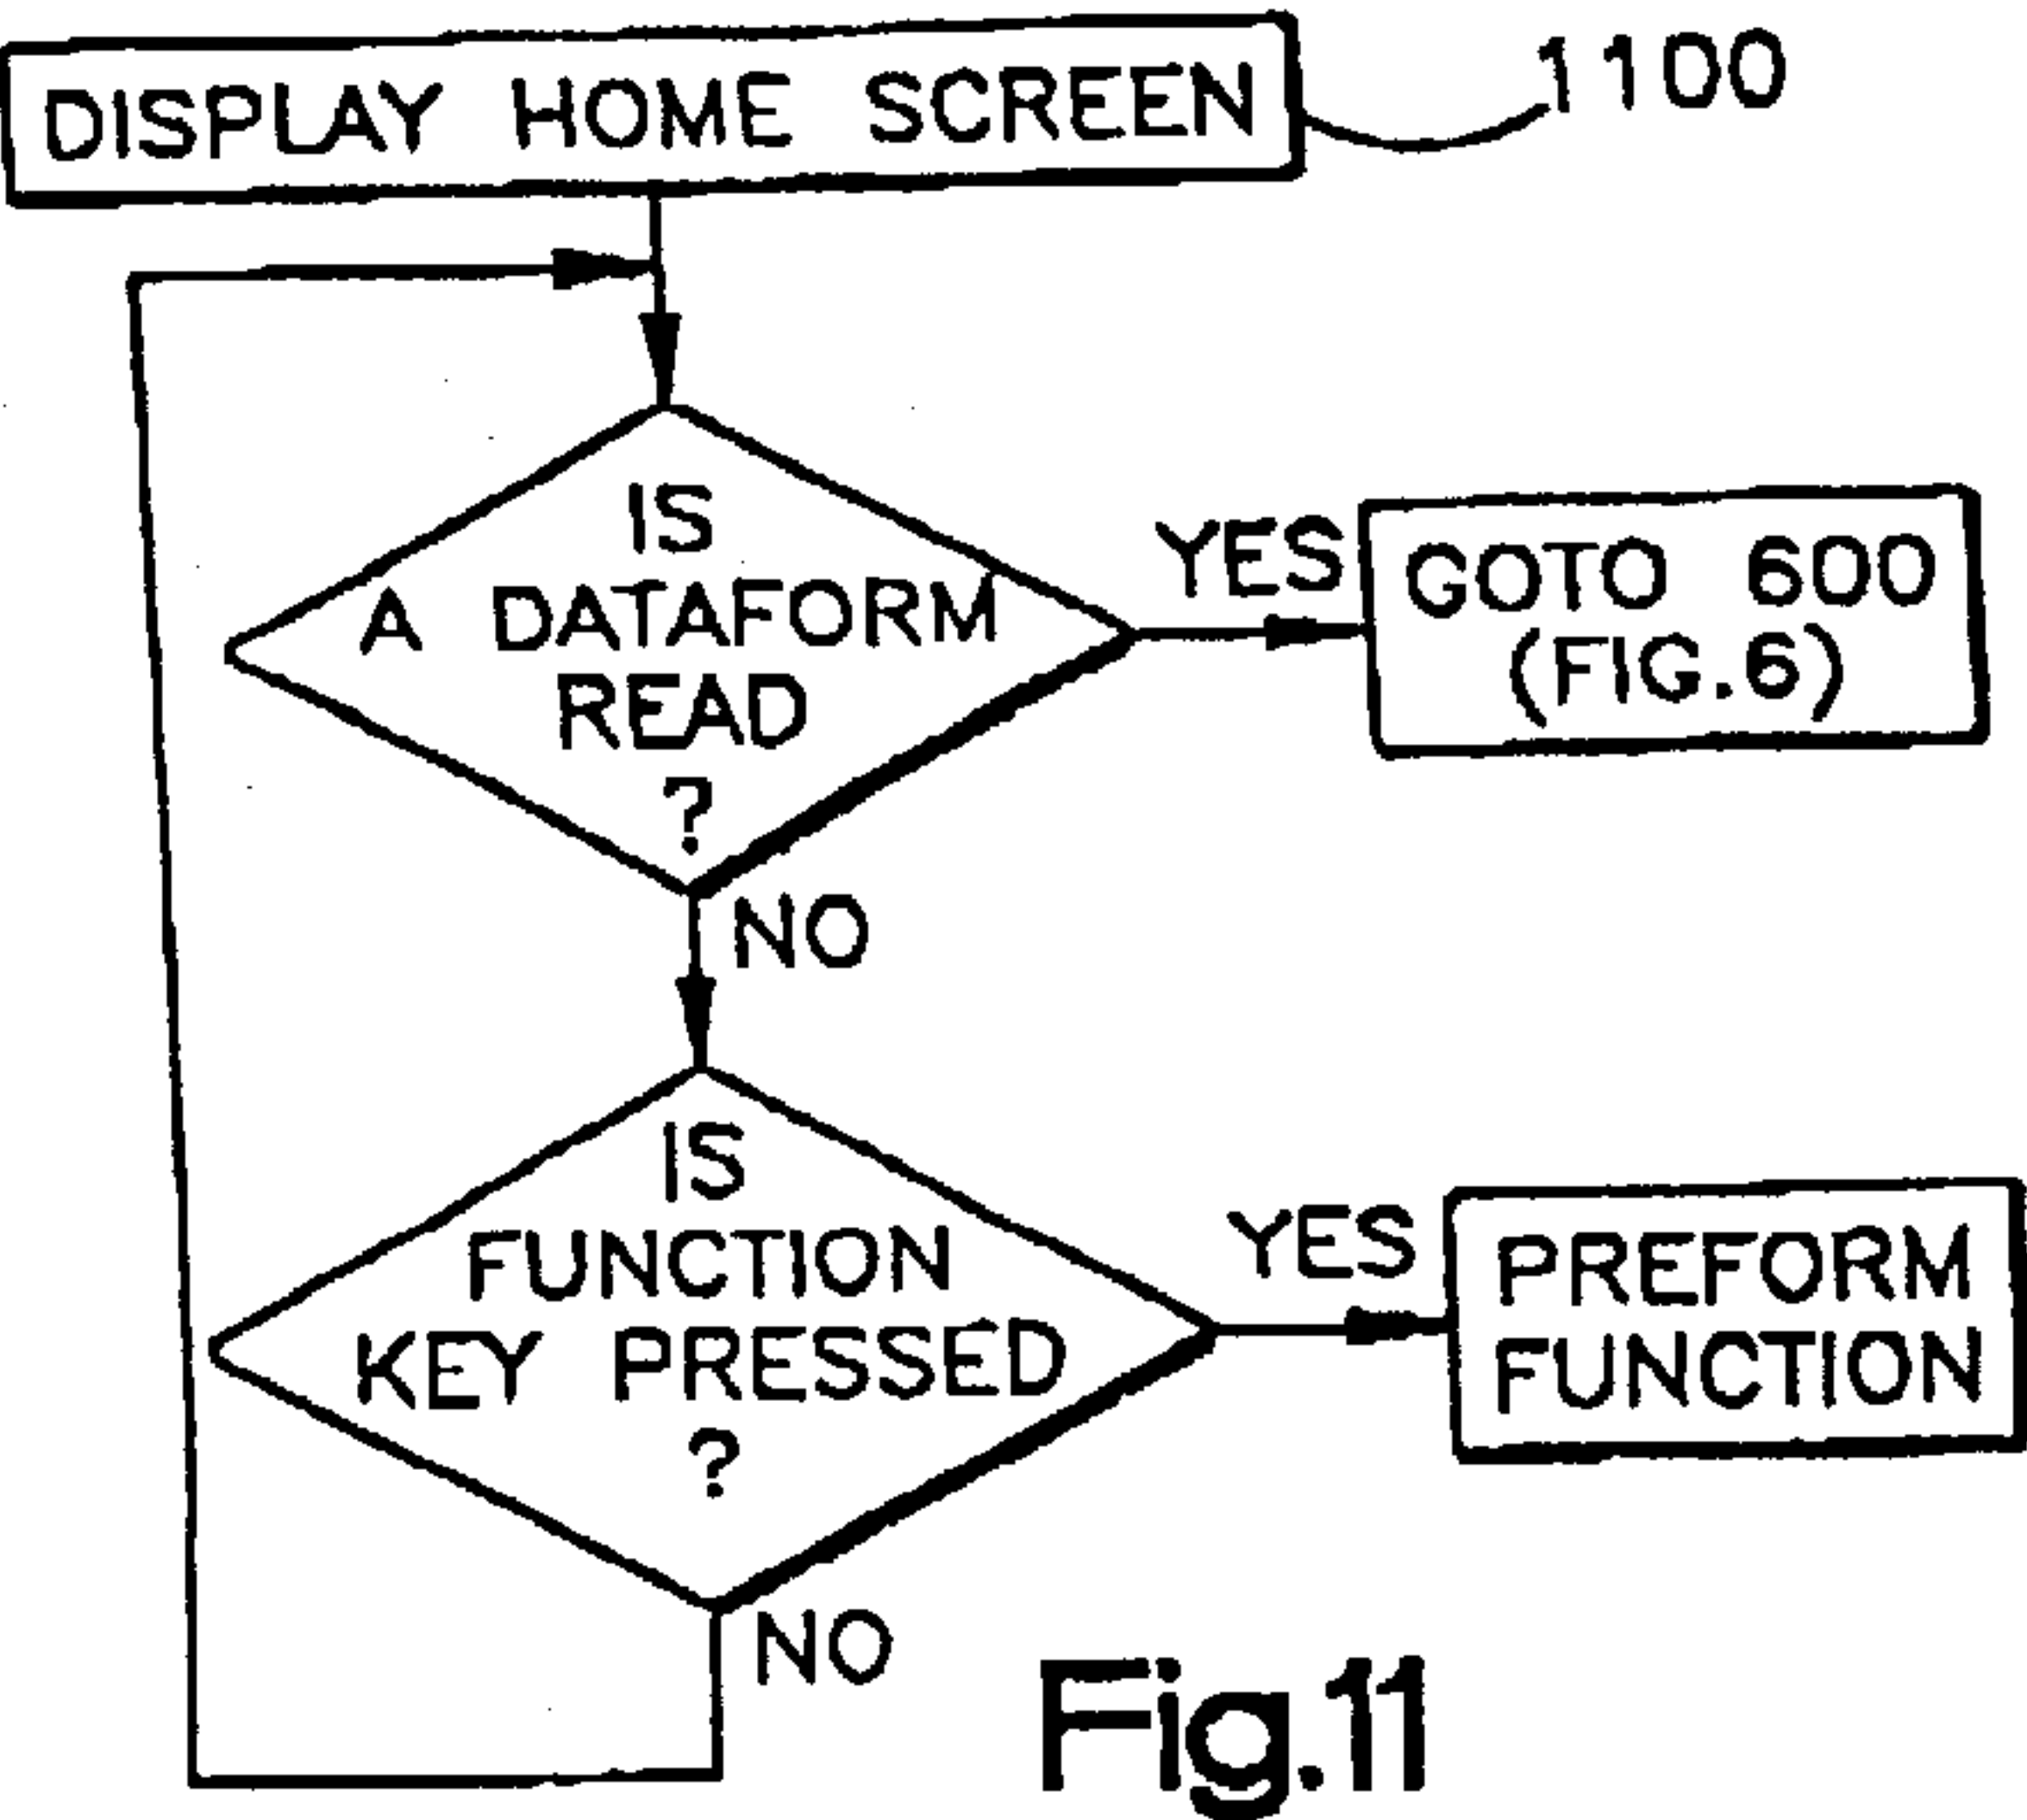 DISPLAY HOME SCREEN
1100
IS
A DATAFORM
READ
?
YES
GOTO 600
(FIG.6)
NO
IS
FUNCTION
KEY PRESSED
?
YES
PREFORM
FUNCTION
NO
Fig.11